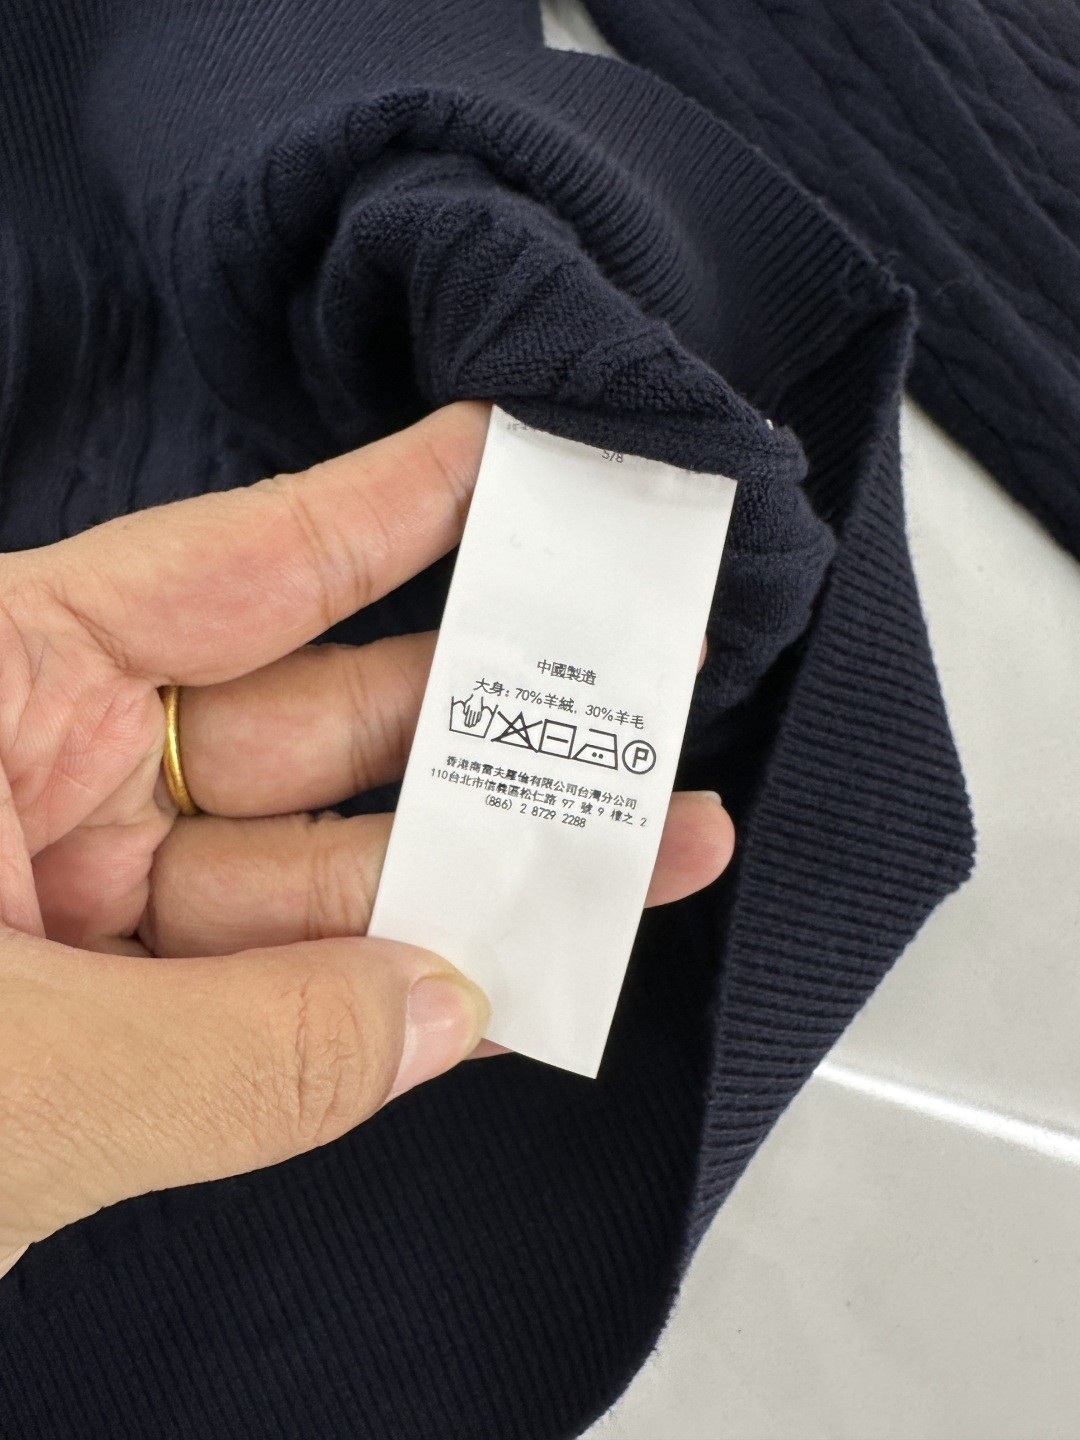 5/8
中國製造
大身: 70%羊絨, 30%羊毛
P
香港商雷夫羅倫有限公司台灣分公司
110台北市信義區松仁路 97 號 9 樓之 2
(886) 2 8729 2288